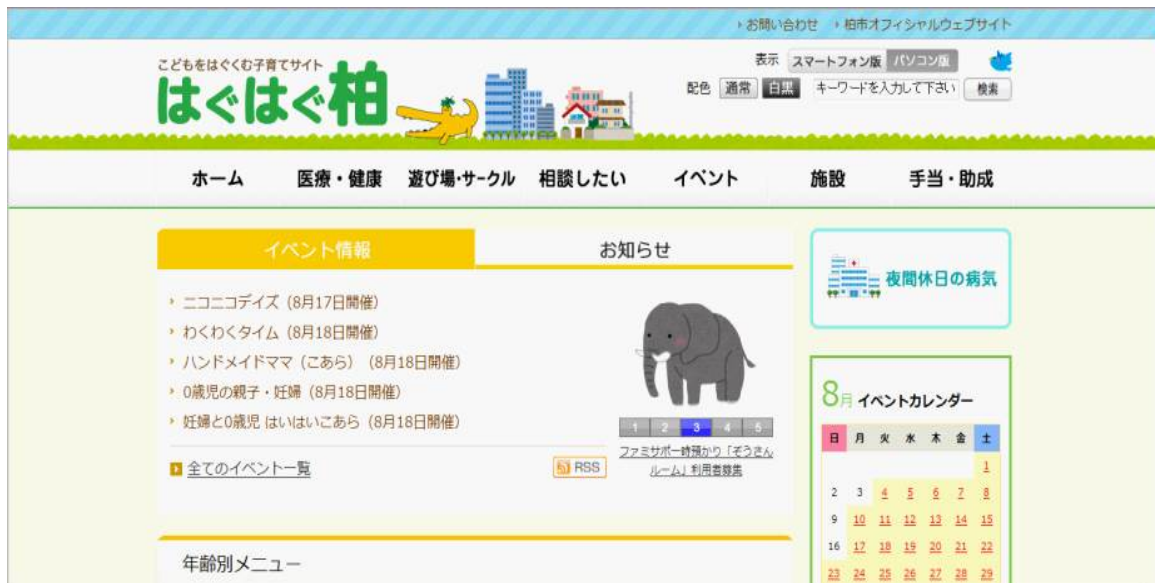 お問い合わせ 柏市オフィシャルウェブサイト
こどもをはぐくむ子育てサイト
はぐはぐ柏
表示 スマートフォン版 パソコン版
配色 通常 白黒 キーワードを入力して下さい 検索
ホーム 医療・健康 遊び場・サークル 相談したい イベント 施設 手当・助成
イベント情報 お知らせ
ニコニコデイズ（8月17日開催）
わくわくタイム（8月18日開催）
ハンドメイドママ（こあら）（8月18日開催）
0歳児の親子・妊婦（8月18日開催）
妊婦と0歳児 はいはいこあら（8月18日開催）
全てのイベント一覧
RSS
1 2 3 4 5
ファミサポ一時預かり「ぞうさん
ルーム」利用者募集
年齢別メニュー
夜間休日の病気
8月 イベントカレンダー
日 月 火 水 木 金 土
1
2 3 4 5 6 7 8
9 10 11 12 13 14 15
16 17 18 19 20 21 22
23 24 25 26 27 28 29